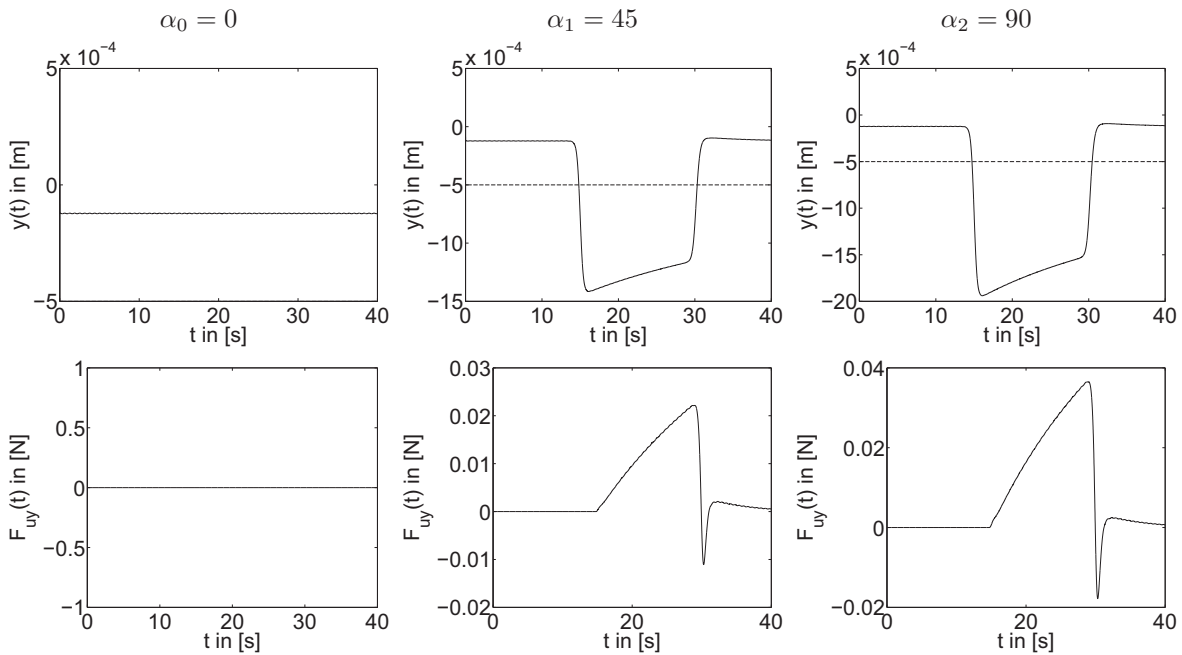 α₀ = 0
α₁ = 45
α₂ = 90
x 10⁻⁴
5
0
−5
0 10 20 30 40
y(t) in [m]
t in [s]
5 x 10⁻⁴
0
−5
−10
−15
0 10 20 30 40
y(t) in [m]
t in [s]
5 x 10⁻⁴
0
−5
−10
−15
−20
0 10 20 30 40
y(t) in [m]
t in [s]
1
0.5
0
−0.5
−1
0 10 20 30 40
F_uy(t) in [N]
t in [s]
0.03
0.02
0.01
0
−0.01
−0.02
0 20 40
F_uy(t) in [N]
t in [s]
0.04
0.02
0
−0.02
0 20 40
F_uy(t) in [N]
t in [s]